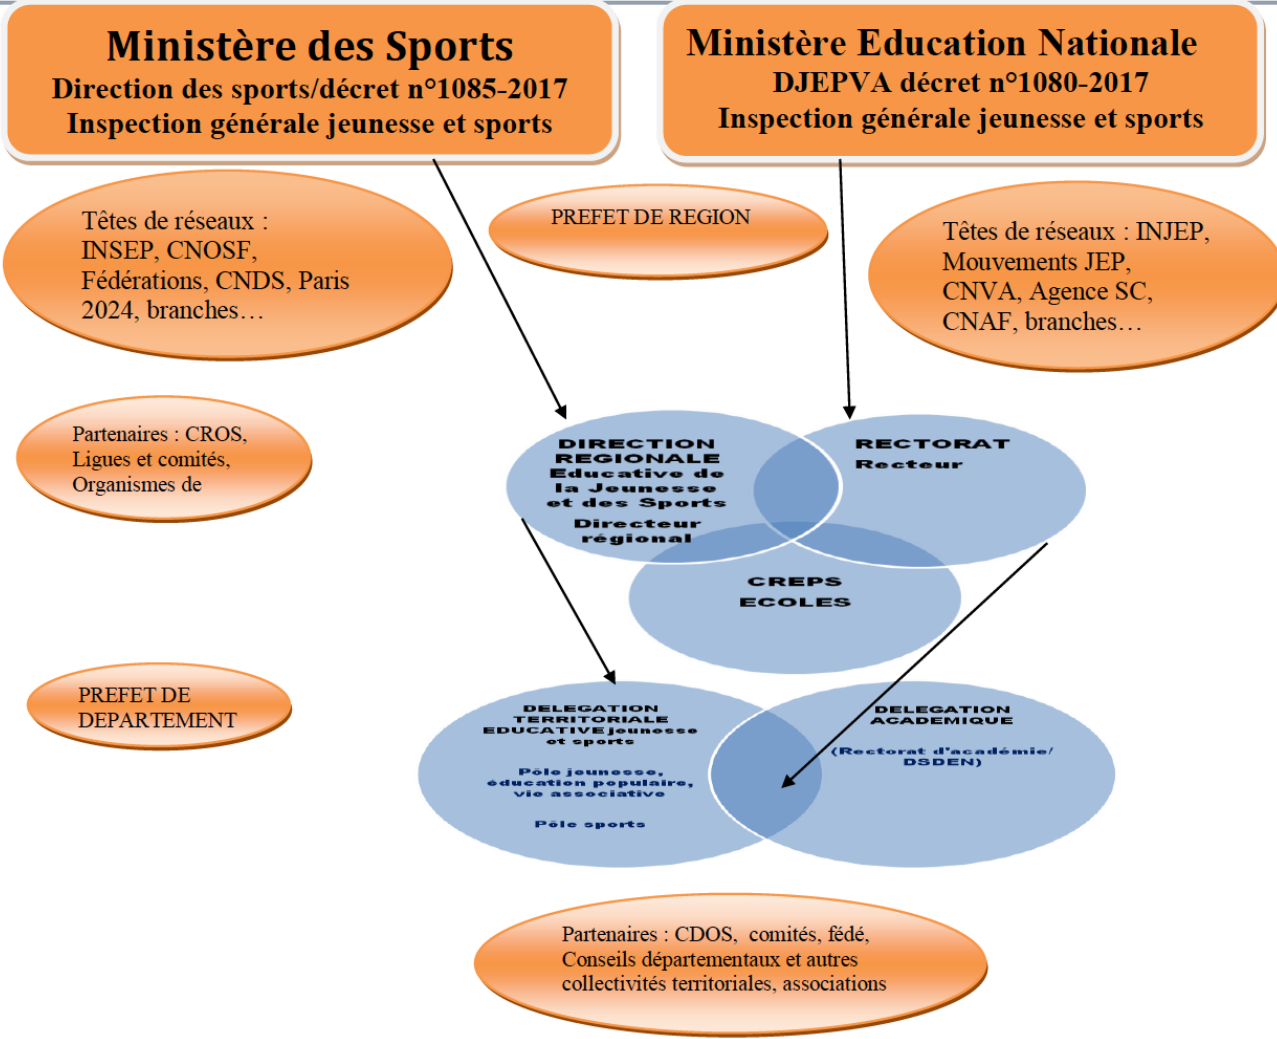 Ministère des Sports
Direction des sports/décret n°1085-2017
Inspection générale jeunesse et sports
Ministère Education Nationale
DJEPVA décret n°1080-2017
Inspection générale jeunesse et sports
Têtes de réseaux :
INSEP, CNOSF,
Fédérations, CNDS, Paris
2024, branches…
PREFET DE REGION
Têtes de réseaux : INJEP,
Mouvements JEP,
CNVA, Agence SC,
CNAF, branches…
Partenaires : CROS,
Ligues et comités,
Organismes de
DIRECTION
REGIONALE
Educative de
la Jeunesse
et des Sports
Directeur
régional
RECTORAT
Recteur
CREPS
ECOLES
PREFET DE
DEPARTEMENT
DELEGATION
TERRITORIALE
EDUCATIVE jeunesse
et sports
Pôle jeunesse,
éducation populaire,
vie associative
Pôle sports
DELEGATION
ACADEMIQUE
(Rectorat d'académie/
DSDEN)
Partenaires : CDOS, comités, fédé,
Conseils départementaux et autres
collectivités territoriales, associations